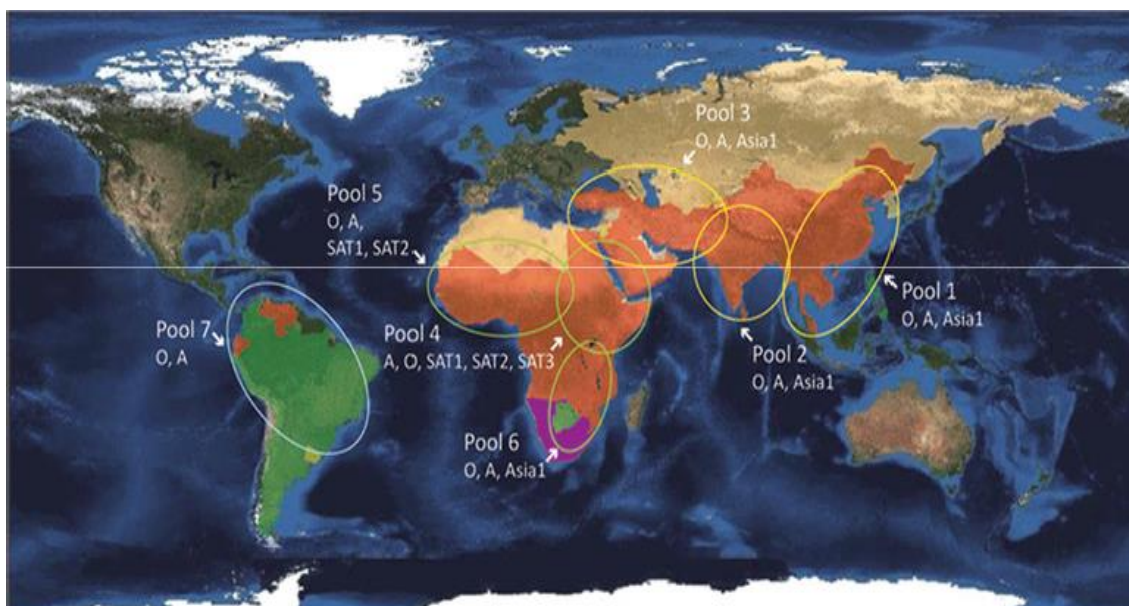 Pool 3
O, A, Asia1
Pool 5
O, A,
SAT1, SAT2
Pool 1
O, A, Asia1
Pool 7
O, A
Pool 4
A, O, SAT1, SAT2, SAT3
Pool 2
O, A, Asia1
Pool 6
O, A, Asia1